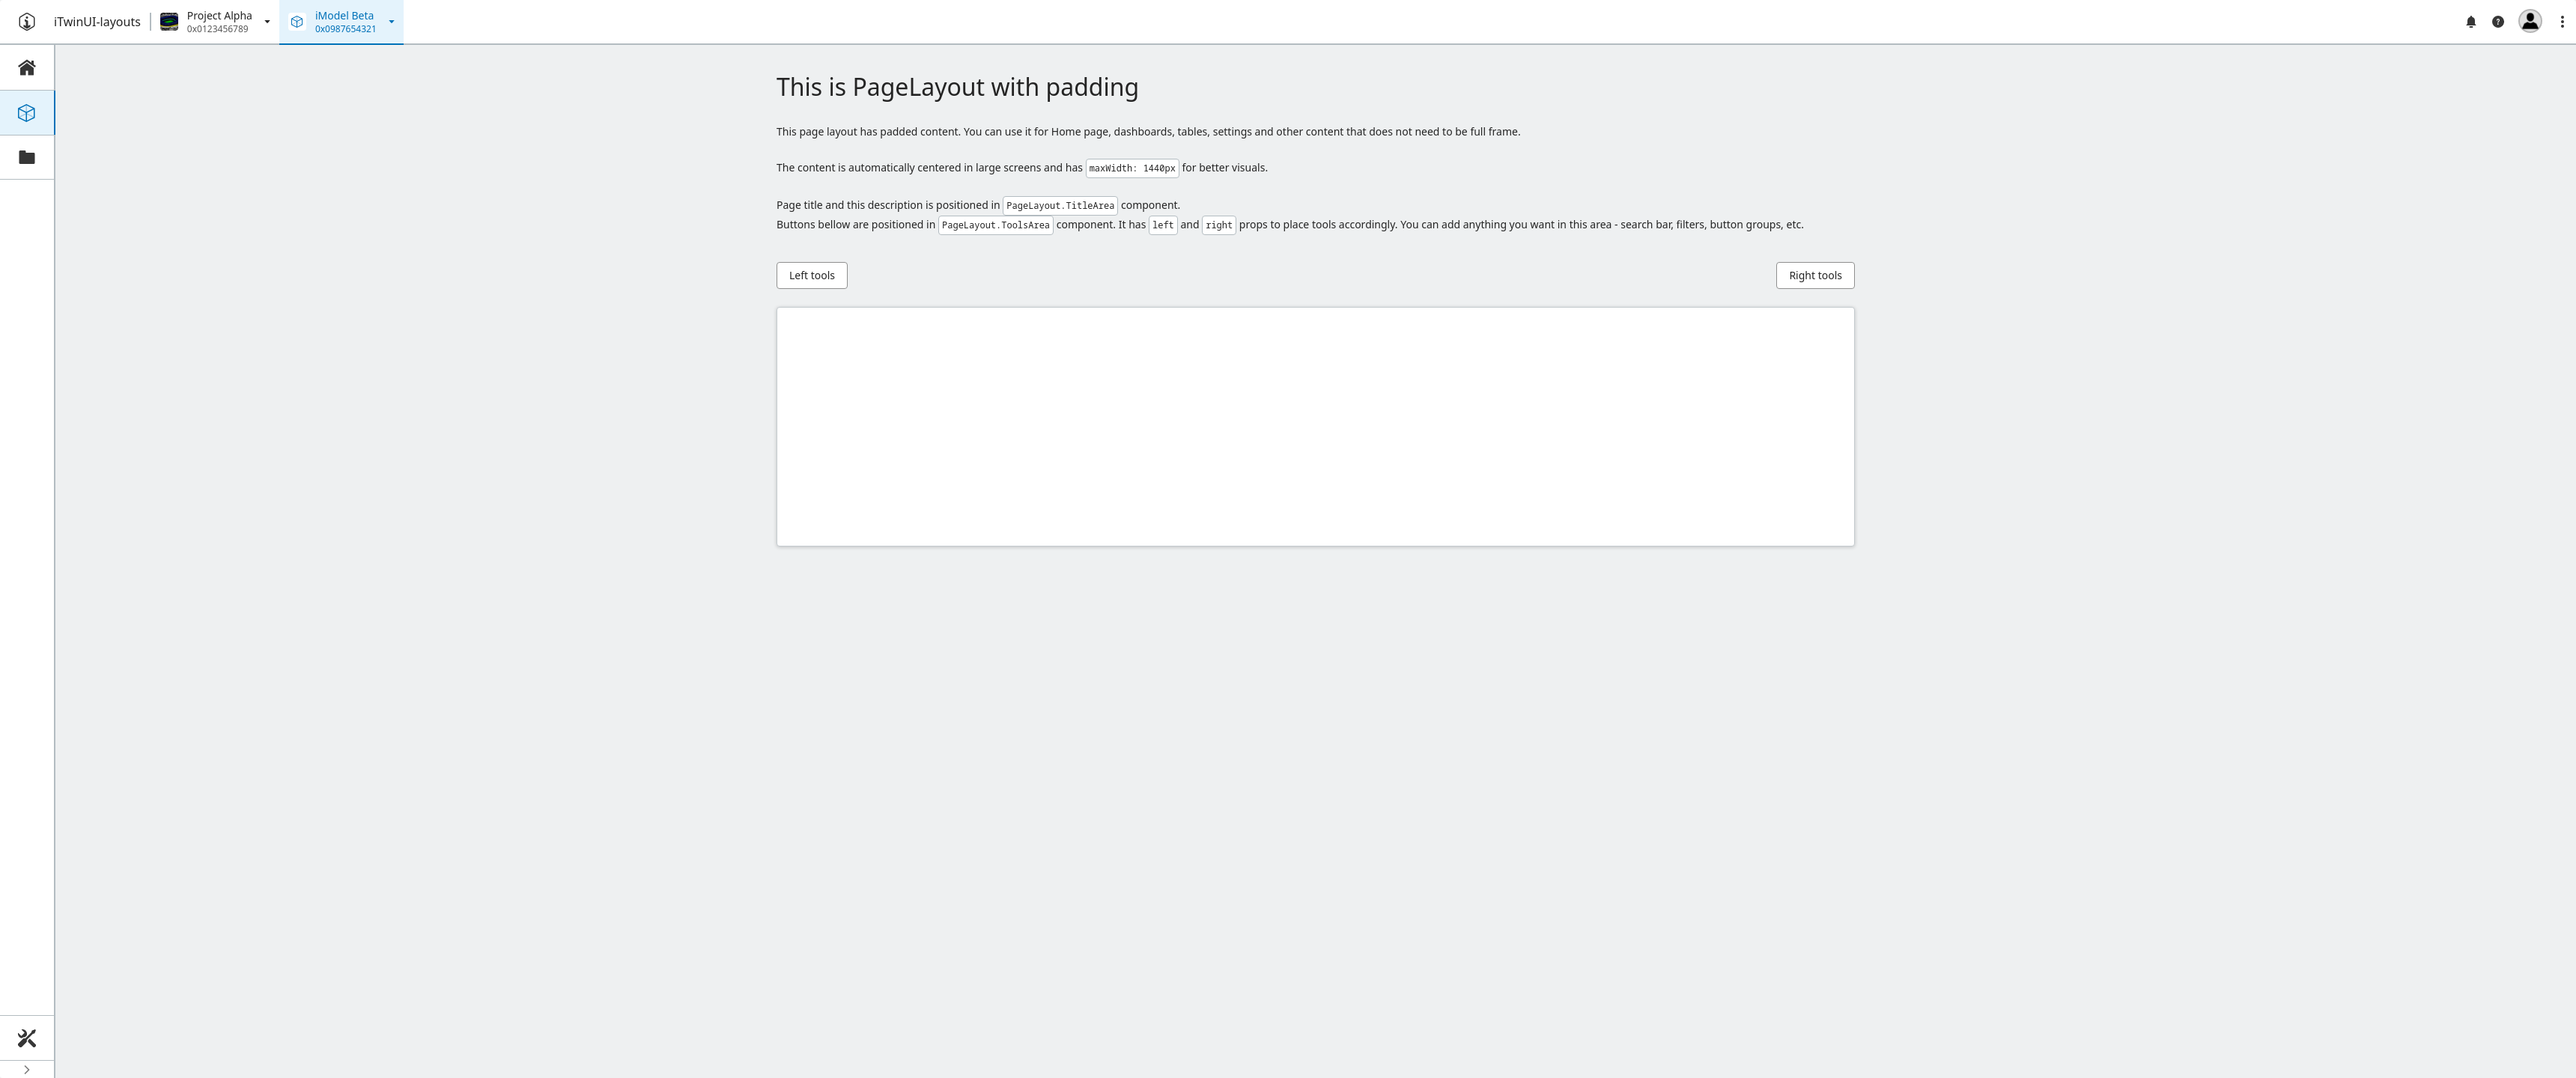 iTwinUI-layouts
Project Alpha
0x0123456789
iModel Beta
0x0987654321
This is PageLayout with padding
This page layout has padded content. You can use it for Home page, dashboards, tables, settings and other content that does not need to be full frame.
The content is automatically centered in large screens and has maxWidth: 1440px for better visuals.
Page title and this description is positioned in PageLayout.TitleArea component.
Buttons bellow are positioned in PageLayout.ToolsArea component. It has left and right props to place tools accordingly. You can add anything you want in this area - search bar, filters, button groups, etc.
Left tools
Right tools